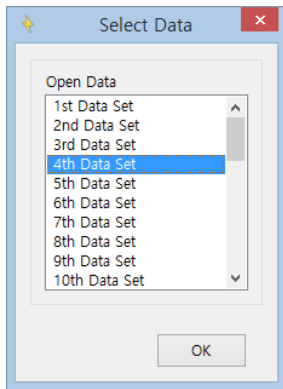 Select Data
Open Data
1st Data Set
2nd Data Set
3rd Data Set
4th Data Set
5th Data Set
6th Data Set
7th Data Set
8th Data Set
9th Data Set
10th Data Set
OK